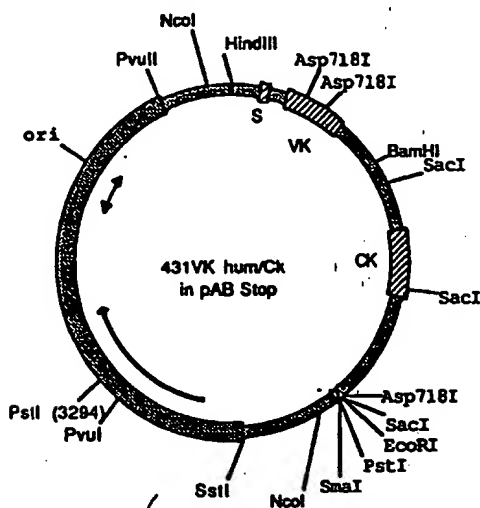 NcoI
HindIII
PvuII
Asp718I
Asp718I
S
VK
ori
BamHI
SacI
431VK hum/Ck
in pAB Stop
CK
SacI
PstI (3294)
PvuI
Asp718I
SacI
EcoRI
PstI
SmaI
NcoI
SstI